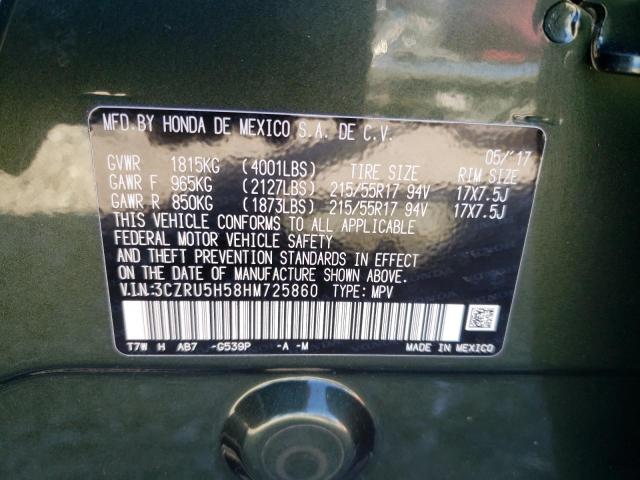 MFD. BY HONDA DE MEXICO S.A. DE C.V.
05/'17
GVWR 1815KG (4001LBS) TIRE SIZE RIM SIZE
GAWR F 965KG (2127LBS) 215/55R17 94V 17X7.5J
GAWR R 850KG (1873LBS) 215/55R17 94V 17X7.5J
THIS VEHICLE CONFORMS TO ALL APPLICABLE
FEDERAL MOTOR VEHICLE SAFETY
AND THEFT PREVENTION STANDARDS IN EFFECT
ON THE DATE OF MANUFACTURE SHOWN ABOVE.
V.I.N:3CZRU5H58HM725860 TYPE: MPV
T7W H AB7 -G539P -A -M MADE IN MEXICO